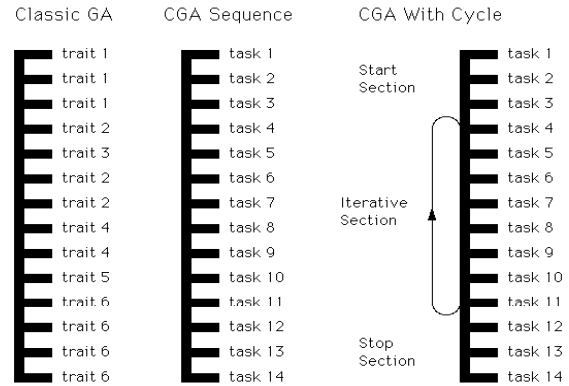 Classic GA
trait 1
trait 1
trait 1
trait 2
trait 3
trait 2
trait 2
trait 4
trait 4
trait 5
trait 6
trait 6
trait 6
trait 6
CGA Sequence
task 1
task 2
task 3
task 4
task 5
task 6
task 7
task 8
task 9
task 10
task 11
task 12
task 13
task 14
CGA With Cycle
Start
Section
Iterative
Section
Stop
Section
task 1
task 2
task 3
task 4
task 5
task 6
task 7
task 8
task 9
task 10
task 11
task 12
task 13
task 14